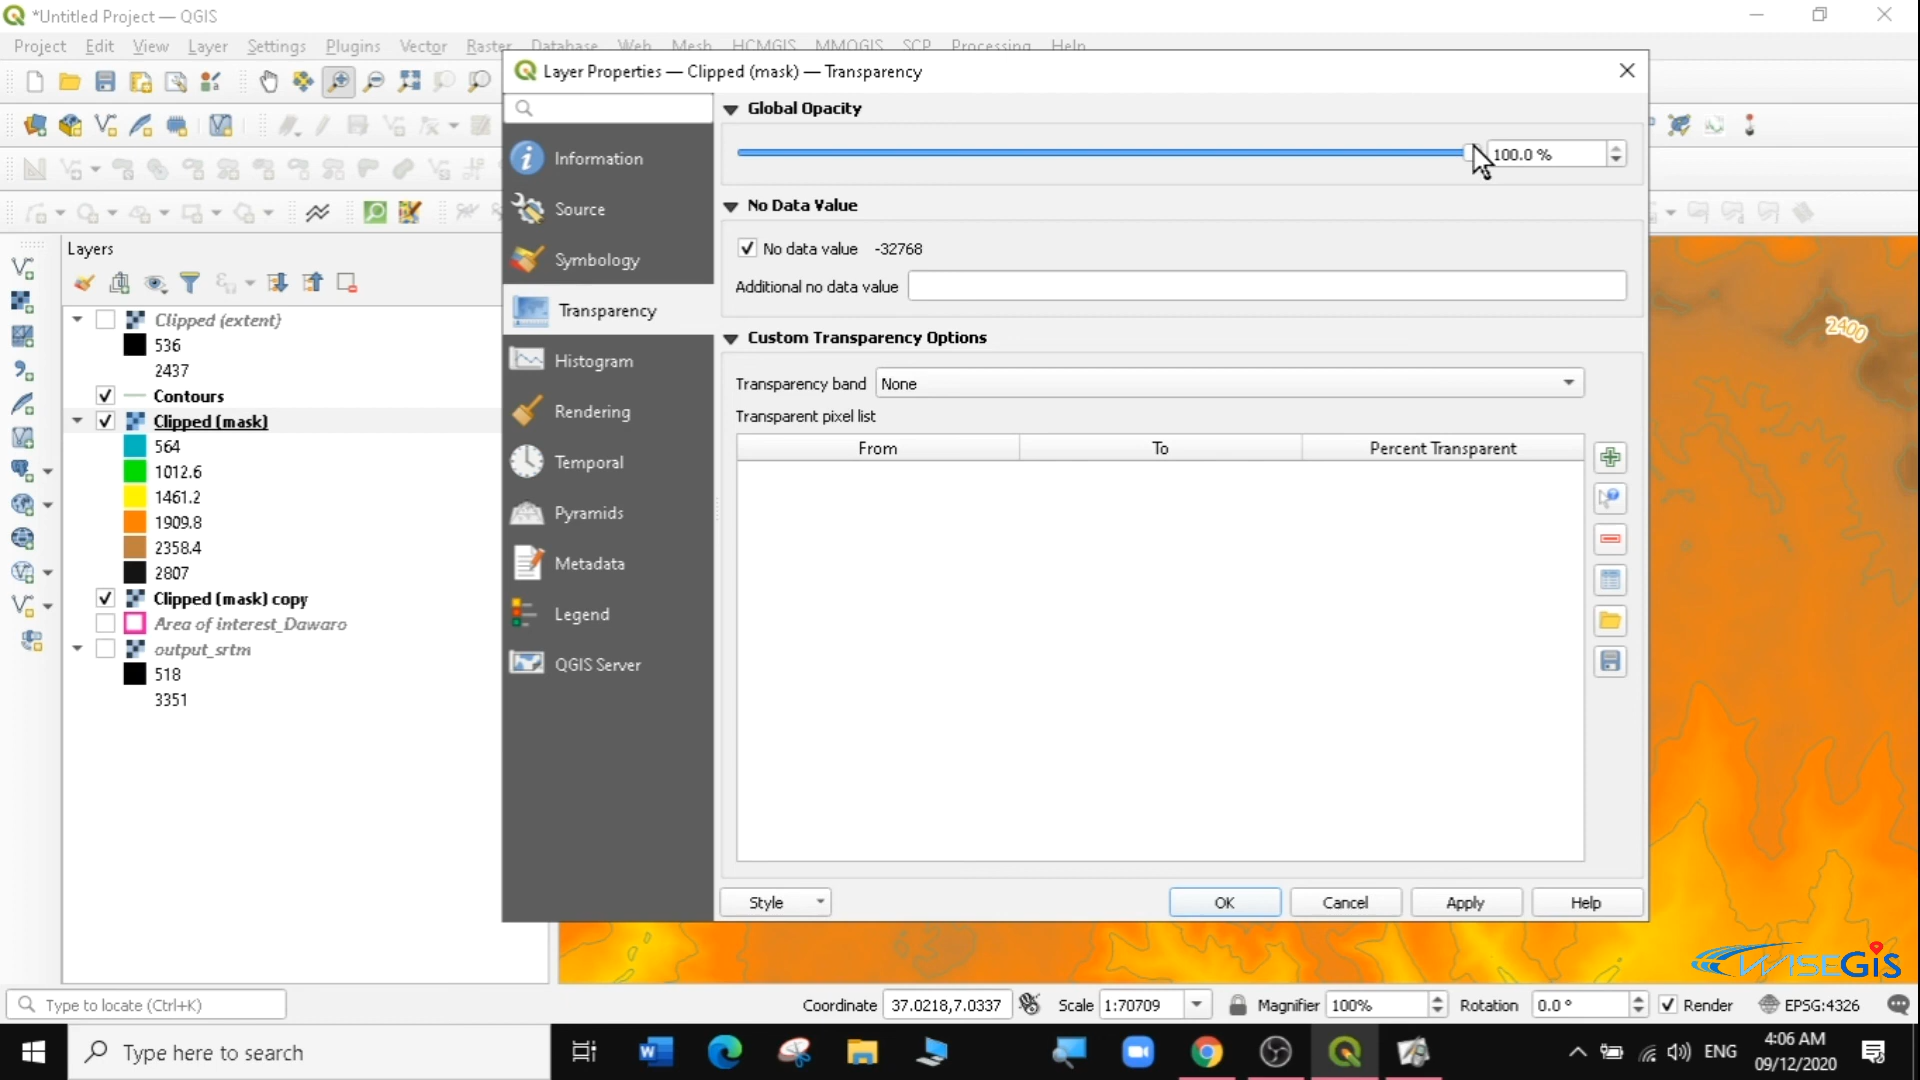 *Untitled Project — QGIS
Project Edit View Layer Settings Plugins Vector Raster Database Web Mesh HCMGIS MMQGIS SCP Processing Help
Layer Properties — Clipped (mask) — Transparency
Information
Source
Symbology
Transparency
Histogram
Rendering
Temporal
Pyramids
Metadata
Legend
QGIS Server
Global Opacity
100.0 %
No Data Value
No data value -32768
Additional no data value
Custom Transparency Options
Transparency band None
Transparent pixel list
From To Percent Transparent
Style OK Cancel Apply Help
Layers
Clipped (extent)
536
2437
Contours
Clipped (mask)
564
1012.6
1461.2
1909.8
2358.4
2807
Clipped (mask) copy
Area of interest_Dawaro
output_srtm
518
3351
2400
WISEGIS
Type to locate (Ctrl+K) Coordinate 37.0218,7.0337 Scale 1:70709 Magnifier 100% Rotation 0.0 ° Render EPSG:4326
Type here to search
ENG
4:06 AM
09/12/2020